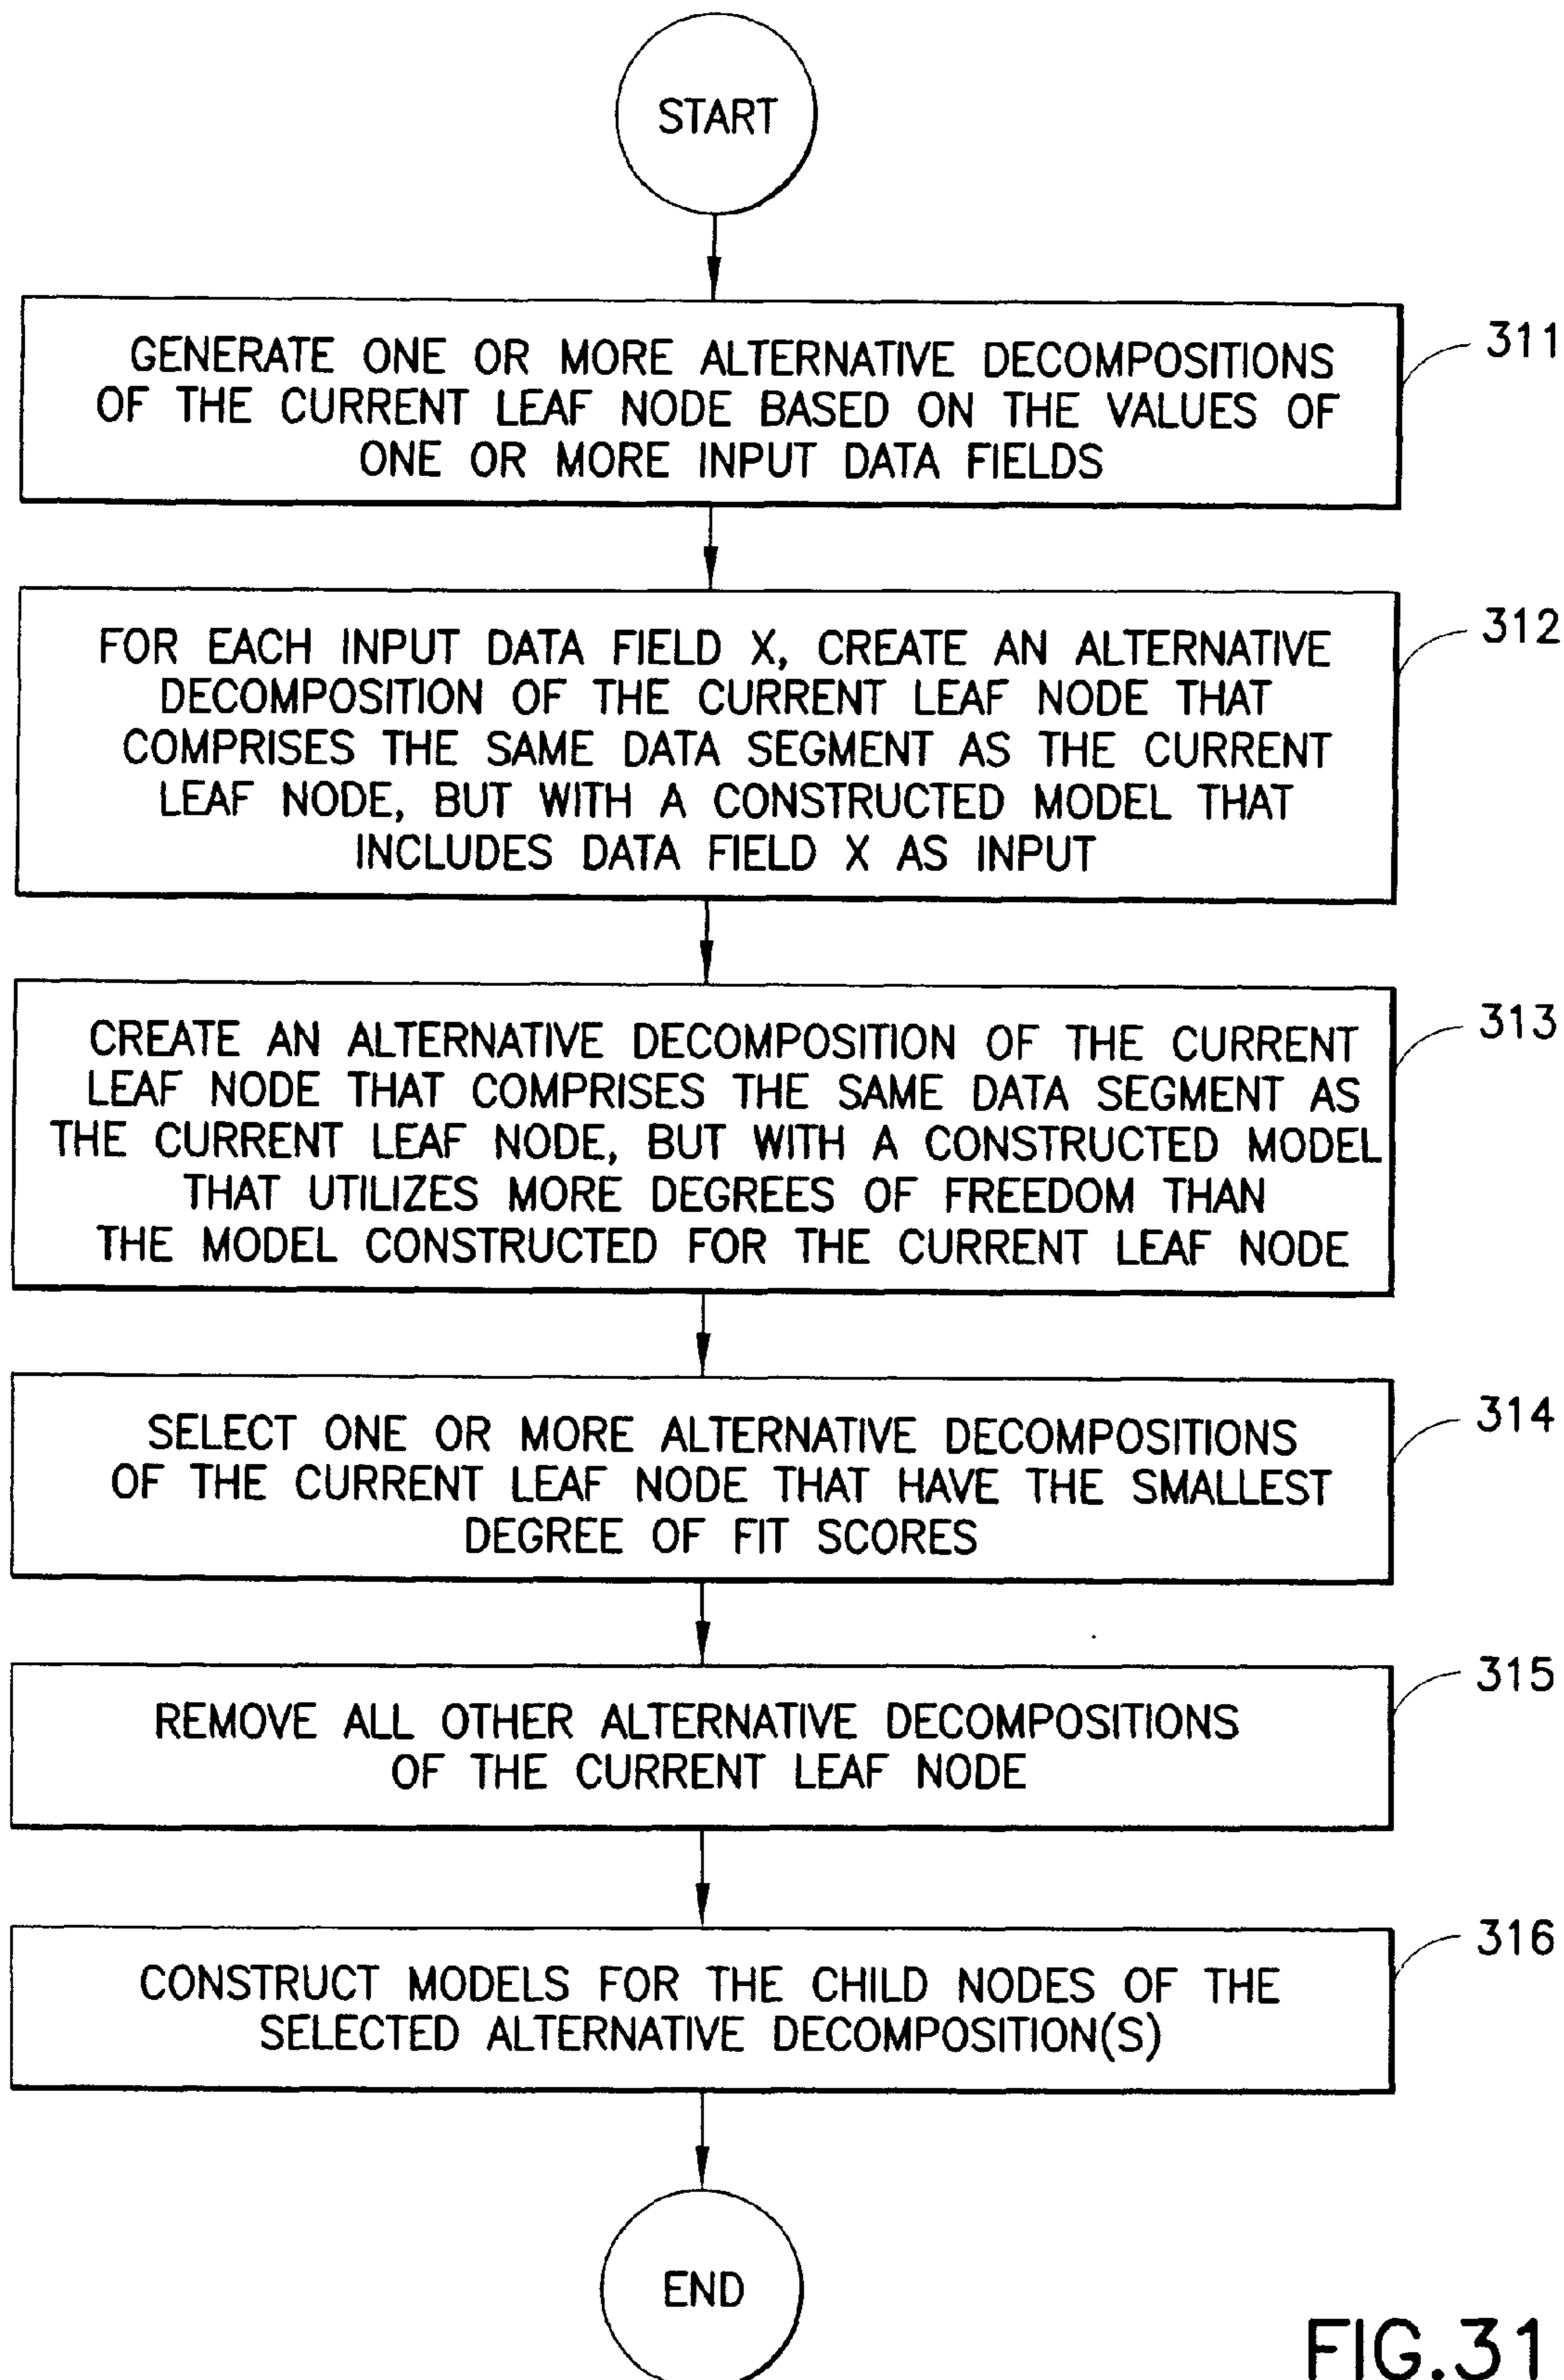 START
GENERATE ONE OR MORE ALTERNATIVE DECOMPOSITIONS
OF THE CURRENT LEAF NODE BASED ON THE VALUES OF
ONE OR MORE INPUT DATA FIELDS
311
FOR EACH INPUT DATA FIELD X, CREATE AN ALTERNATIVE
DECOMPOSITION OF THE CURRENT LEAF NODE THAT
COMPRISES THE SAME DATA SEGMENT AS THE CURRENT
LEAF NODE, BUT WITH A CONSTRUCTED MODEL THAT
INCLUDES DATA FIELD X AS INPUT
312
CREATE AN ALTERNATIVE DECOMPOSITION OF THE CURRENT
LEAF NODE THAT COMPRISES THE SAME DATA SEGMENT AS
THE CURRENT LEAF NODE, BUT WITH A CONSTRUCTED MODEL
THAT UTILIZES MORE DEGREES OF FREEDOM THAN
THE MODEL CONSTRUCTED FOR THE CURRENT LEAF NODE
313
SELECT ONE OR MORE ALTERNATIVE DECOMPOSITIONS
OF THE CURRENT LEAF NODE THAT HAVE THE SMALLEST
DEGREE OF FIT SCORES
314
REMOVE ALL OTHER ALTERNATIVE DECOMPOSITIONS
OF THE CURRENT LEAF NODE
315
CONSTRUCT MODELS FOR THE CHILD NODES OF THE
SELECTED ALTERNATIVE DECOMPOSITION(S)
316
END
FIG.31